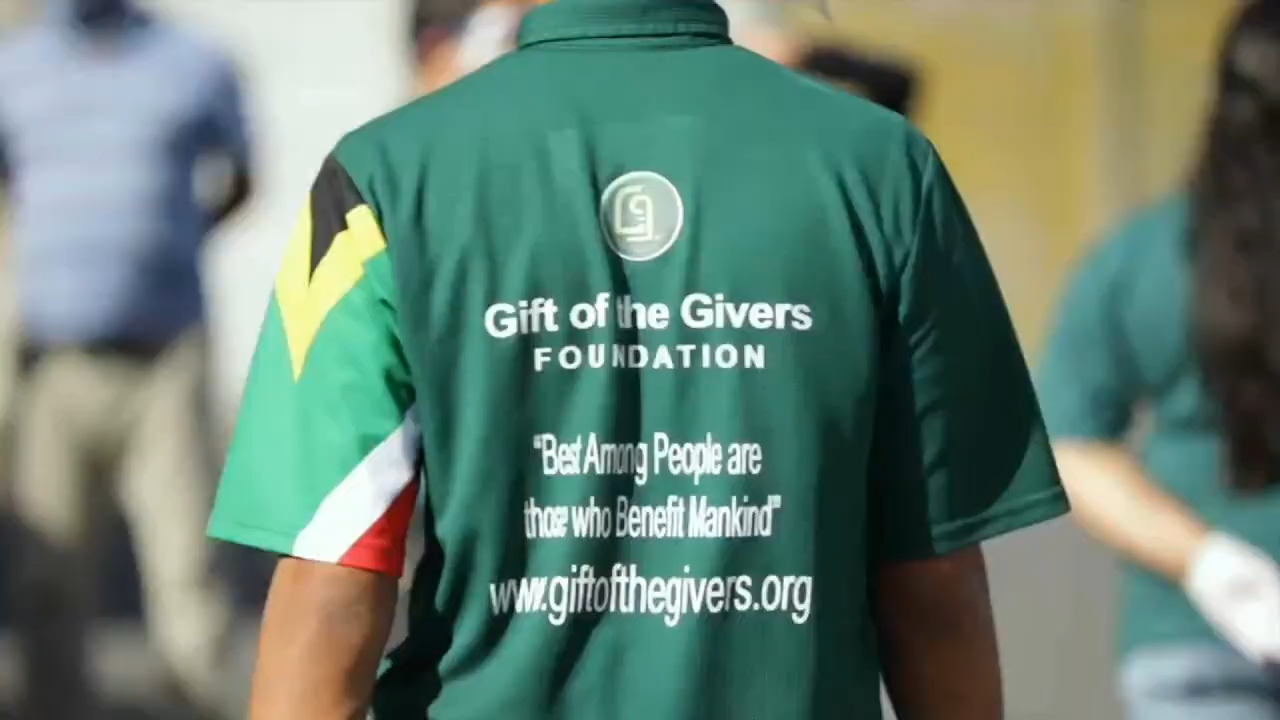 Gift of the Givers
FOUNDATION
"Best Among People are
those who Benefit Mankind"
www.giftofthegivers.org